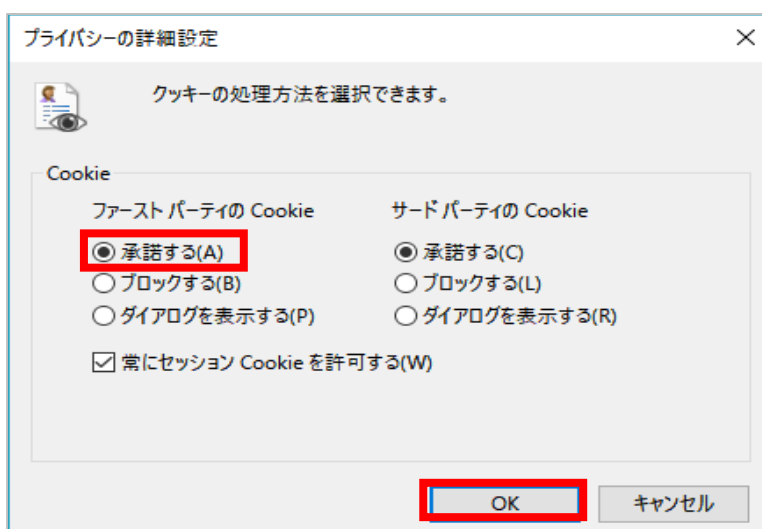 プライバシーの詳細設定
クッキーの処理方法を選択できます。
Cookie
ファースト パーティの Cookie
サード パーティの Cookie
承諾する(A)
承諾する(C)
ブロックする(B)
ブロックする(L)
ダイアログを表示する(P)
ダイアログを表示する(R)
常にセッション Cookie を許可する(W)
OK
キャンセル